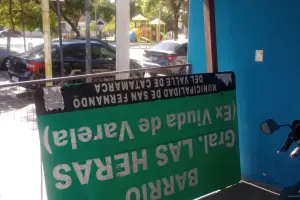 BARRIO
Gral. LAS HERAS
(Ex Viuda de Varela)
MUNICIPALIDAD DE SAN FERNANDO
DEL VALLE DE CATAMARCA